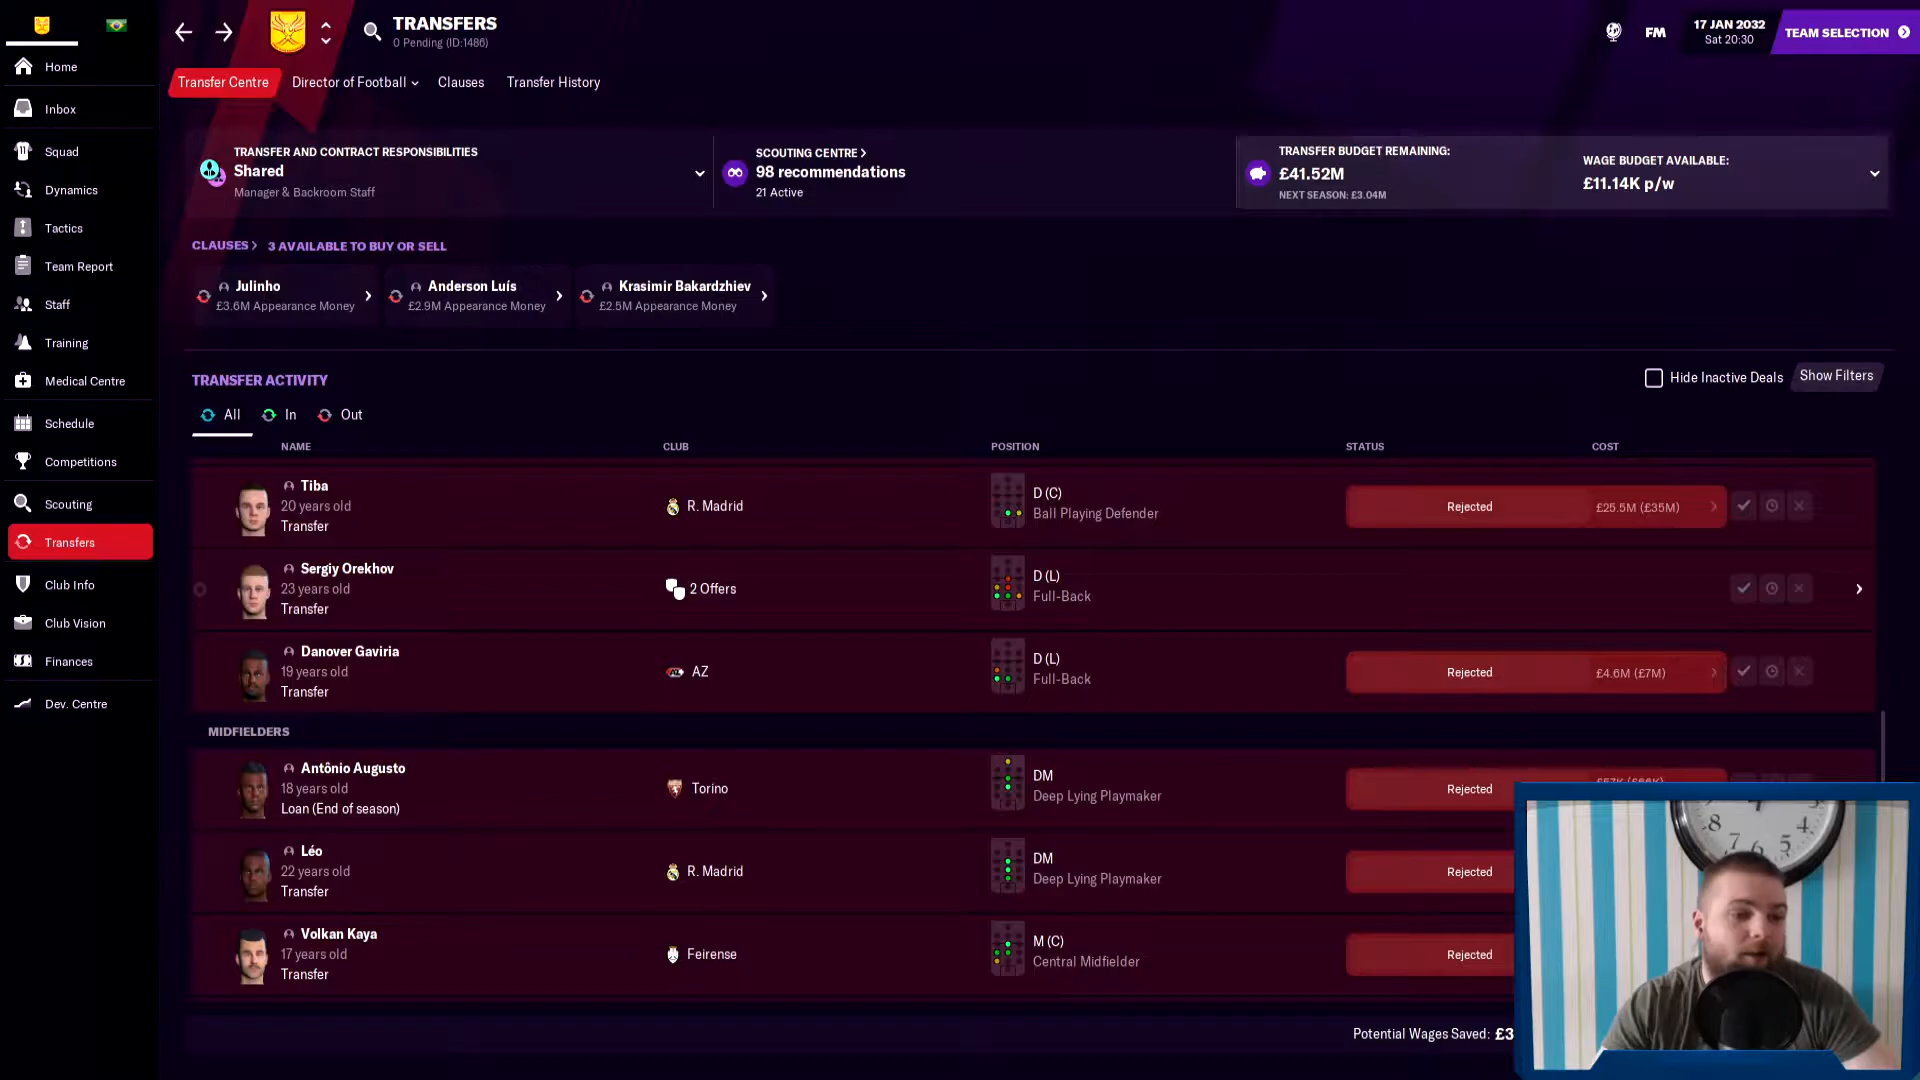 TRANSFERS
0 Pending (ID:1486)
FM
17 JAN 2032
Sat 20:30
TEAM SELECTION
Home
Inbox
Squad
Dynamics
Tactics
Team Report
Staff
Training
Medical Centre
Schedule
Competitions
Scouting
Transfers
Club Info
Club Vision
Finances
Dev. Centre
Transfer Centre
Director of Football
Clauses
Transfer History
TRANSFER AND CONTRACT RESPONSIBILITIES
Shared
Manager & Backroom Staff
SCOUTING CENTRE >
98 recommendations
21 Active
TRANSFER BUDGET REMAINING:
£41.52M
NEXT SEASON: £3.04M
WAGE BUDGET AVAILABLE:
£11.14K p/w
CLAUSES > 3 AVAILABLE TO BUY OR SELL
Julinho
£3.6M Appearance Money
Anderson Luís
£2.9M Appearance Money
Krasimir Bakardzhiev
£2.5M Appearance Money
TRANSFER ACTIVITY
Hide Inactive Deals
Show Filters
All
In
Out
NAME CLUB POSITION STATUS COST
Tiba
20 years old
Transfer
R. Madrid
D (C)
Ball Playing Defender
Rejected
£25.5M (£35M)
Sergiy Orekhov
23 years old
Transfer
2 Offers
D (L)
Full-Back
Danover Gaviria
19 years old
Transfer
AZ
D (L)
Full-Back
Rejected
£4.6M (£7M)
MIDFIELDERS
Antônio Augusto
18 years old
Loan (End of season)
Torino
DM
Deep Lying Playmaker
Rejected
Léo
22 years old
Transfer
R. Madrid
DM
Deep Lying Playmaker
Rejected
Volkan Kaya
17 years old
Transfer
Feirense
M (C)
Central Midfielder
Rejected
Potential Wages Saved: £3
8
7
6
5
4